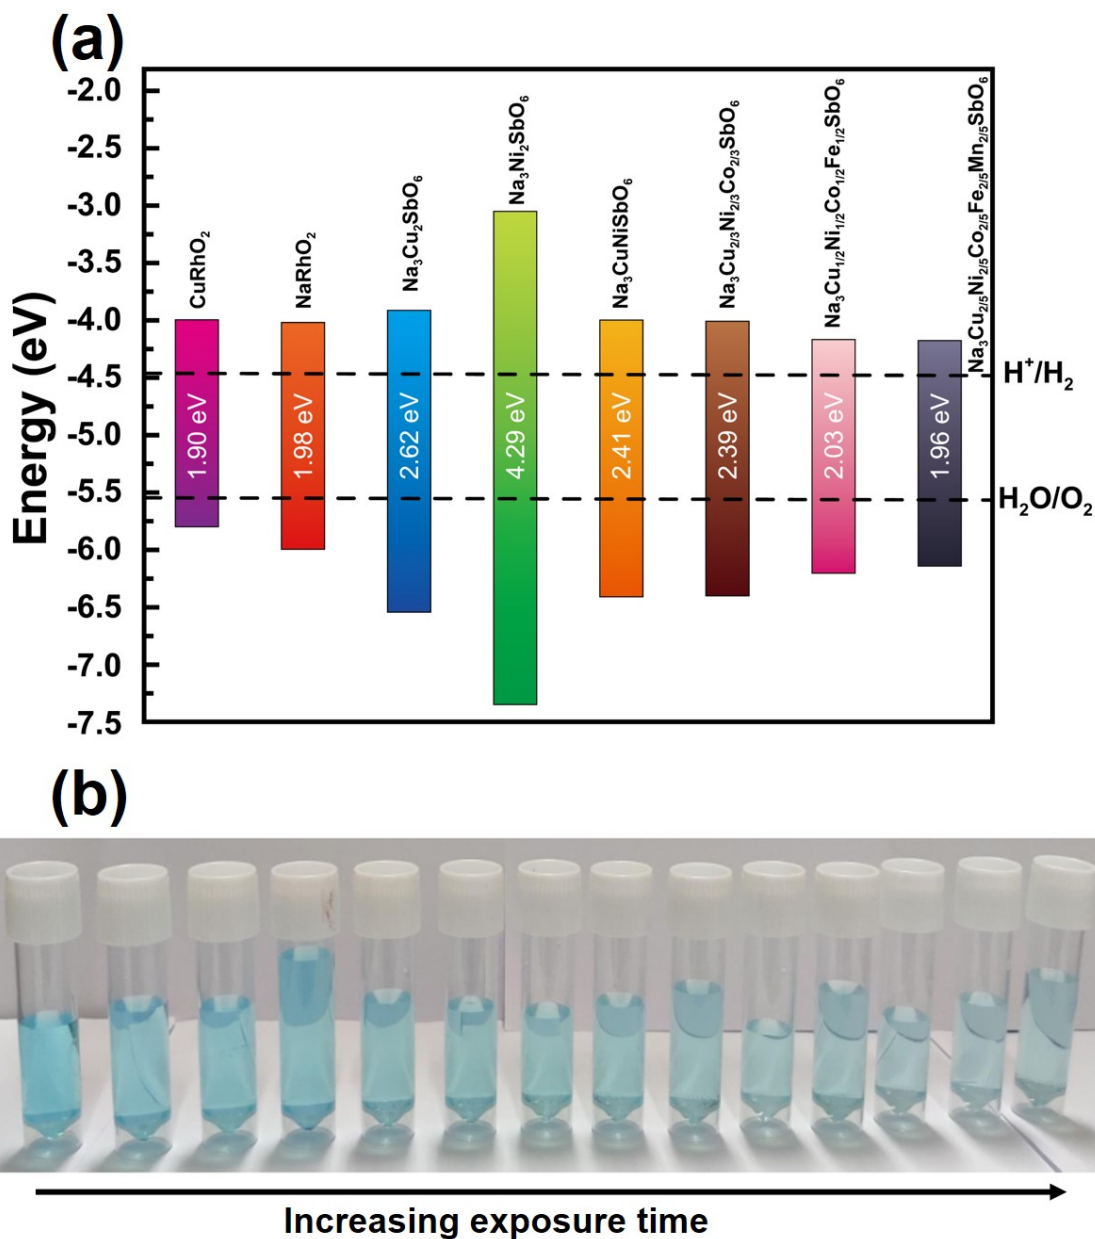 (a)
Energy (eV)
-2.0
-2.5
-3.0
-3.5
-4.0
-4.5
-5.0
-5.5
-6.0
-6.5
-7.0
-7.5
CuRhO₂
1.90 eV
NaRhO₂
1.98 eV
Na₃Cu₂SbO₆
2.62 eV
Na₃Ni₂SbO₆
4.29 eV
Na₃CuNiSbO₆
2.41 eV
Na₃Cu₂/₃Ni₂/₃Co₂/₃SbO₆
2.39 eV
Na₃Cu₁/₂Ni₁/₂Co₁/₂Fe₁/₂SbO₆
2.03 eV
Na₃Cu₂/₅Ni₂/₅Co₂/₅Fe₂/₅Mn₂/₅SbO₆
1.96 eV
H⁺/H₂
H₂O/O₂
(b)
Increasing exposure time